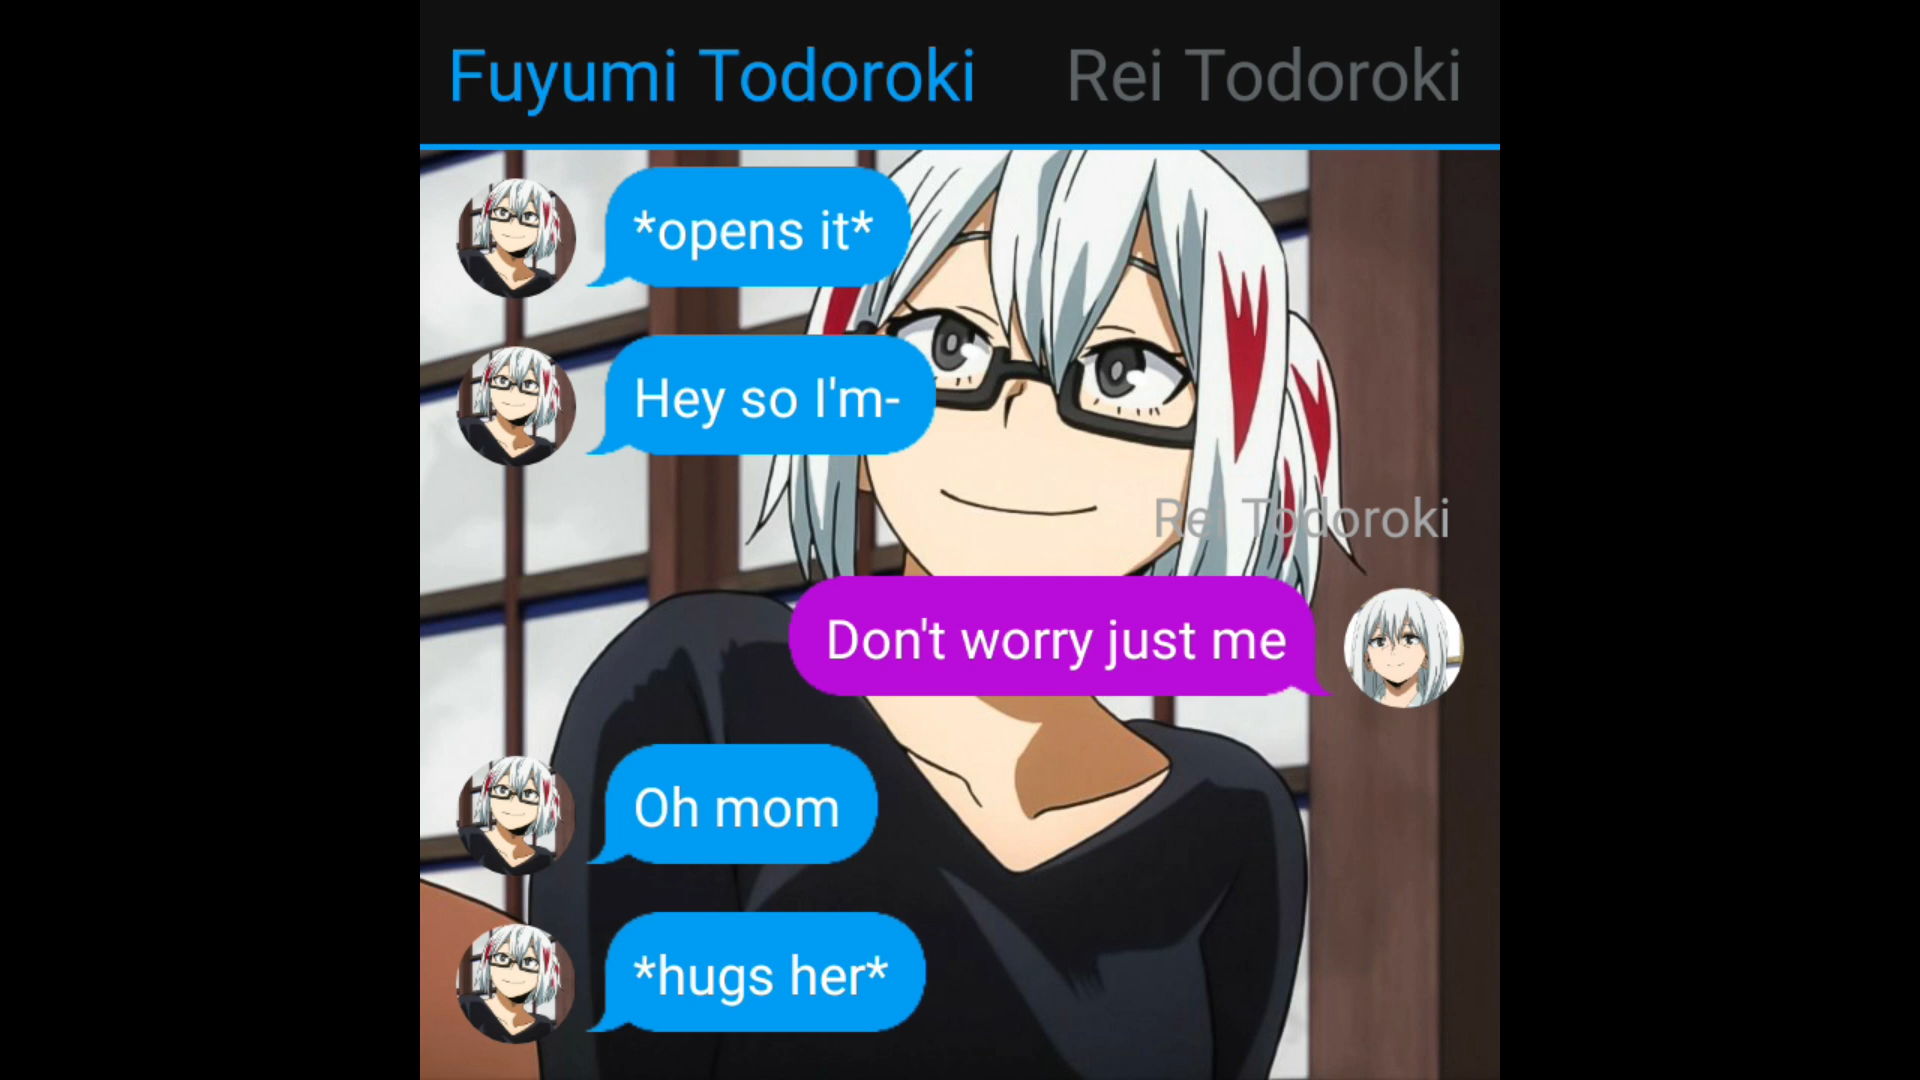 Fuyumi Todoroki Rei Todoroki
*opens it*
Hey so I'm-
Rei Todoroki
Don't worry just me
Oh mom
*hugs her*